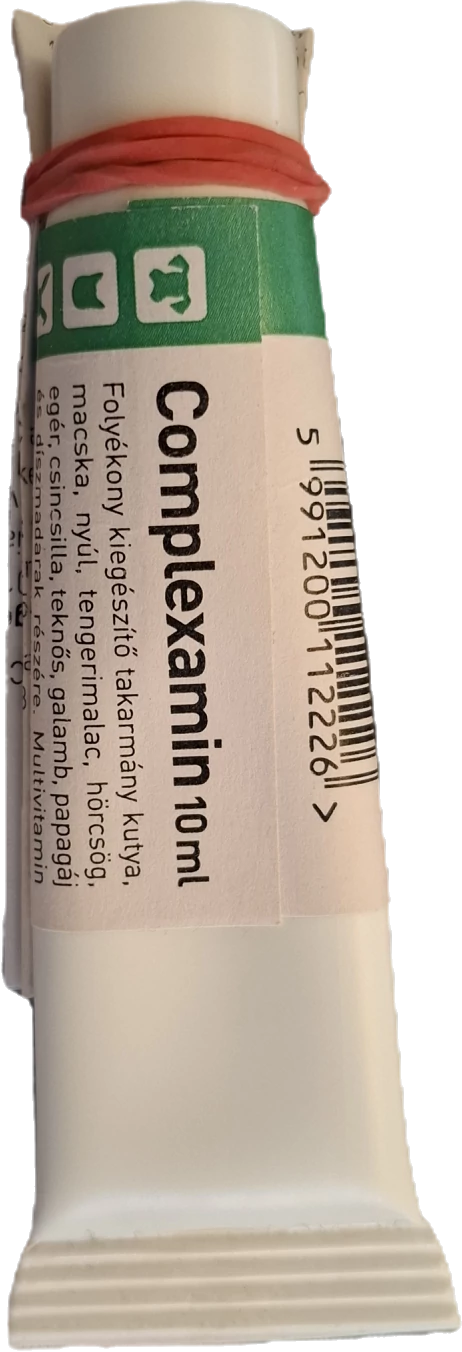 Complexamin 10 ml
Folyékony kiegészítő takarmány kutya,
macska, nyúl, tengerimalac, hörcsög,
egér, csincsilla, teknős, galamb, papagáj
és díszmadarak részére. Multivitamin
5 991200 112226 >